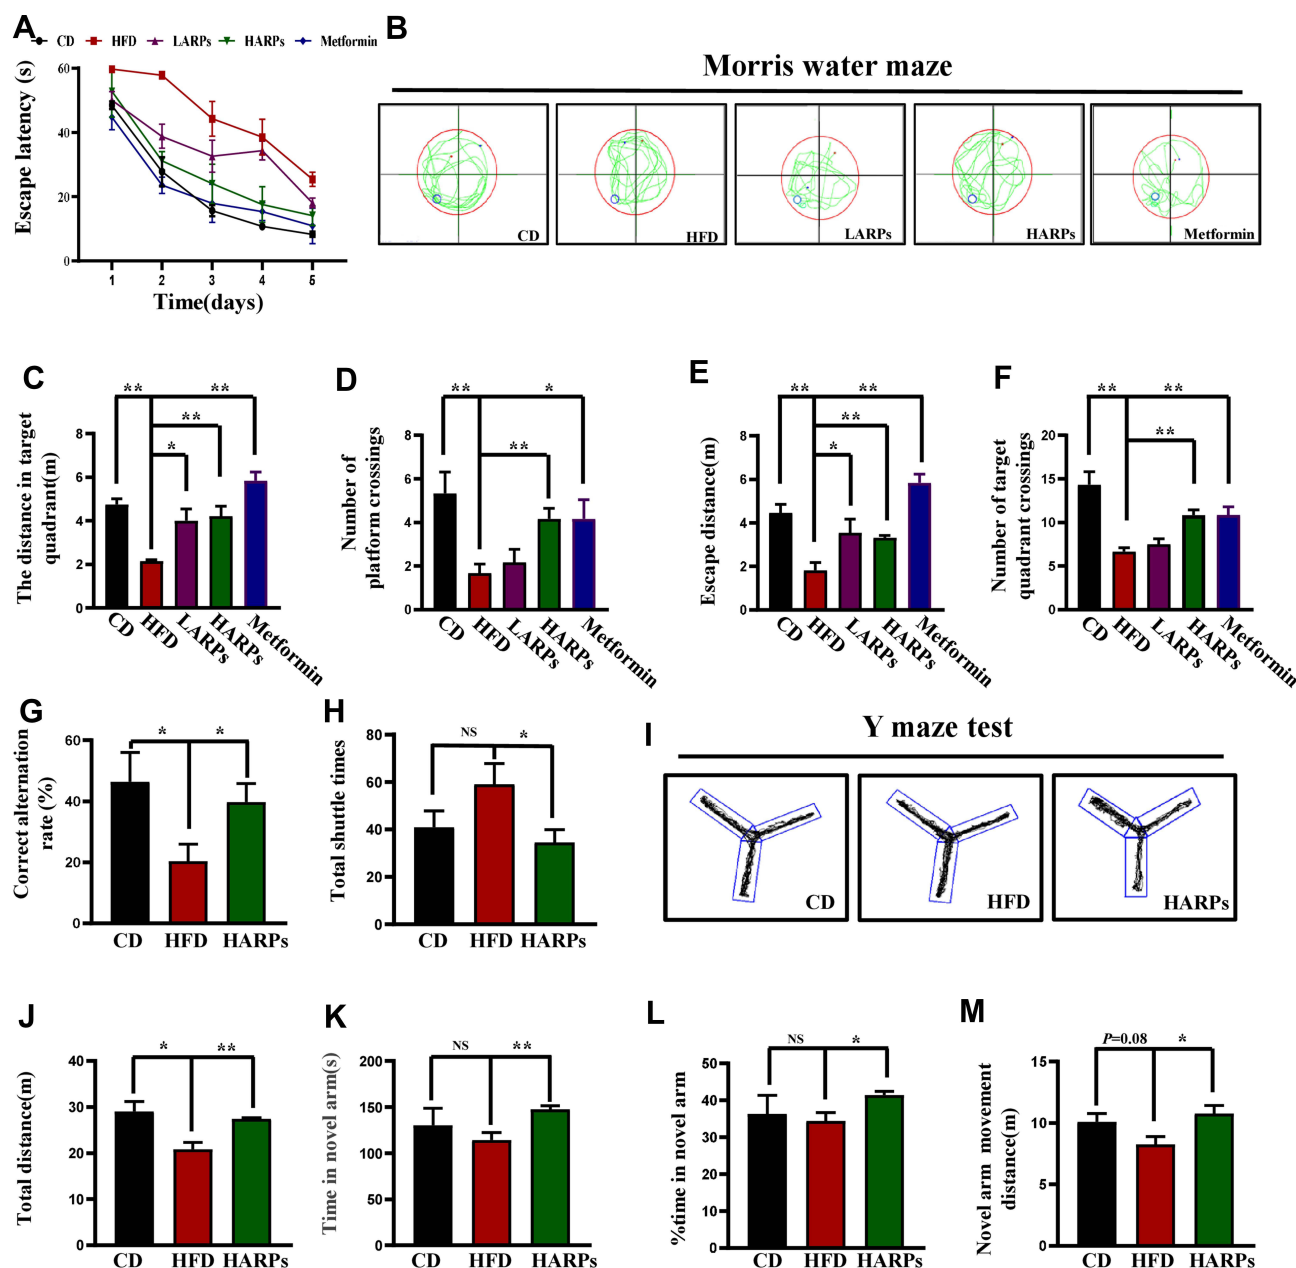 A
CD HFD LARPs HARPs Metformin
Escape latency (s)
60
40
20
0
1 2 3 4 5
Time(days)
B
Morris water maze
CD
HFD
LARPs
HARPs
Metformin
C
** **
**
*
The distance in target
quadrant(m)
8
6
4
2
0
CD
HFD
LARPs
HARPs
Metformin
D
** *
**
Number of
platform crossings
8
6
4
2
0
CD
HFD
LARPs
HARPs
Metformin
E
** **
**
*
Escape distance(m)
8
6
4
2
0
CD
HFD
LARPs
HARPs
Metformin
F
** **
**
Number of target
quadrant crossings
20
15
10
5
0
CD
HFD
LARPs
HARPs
Metformin
G
* *
Correct alternation
rate (%)
60
40
20
0
CD HFD HARPs
H
NS *
Total shuttle times
80
60
40
20
0
CD HFD HARPs
I
Y maze test
CD
HFD
HARPs
J
* **
Total distance(m)
40
30
20
10
0
CD HFD HARPs
K
NS **
Time in novel arm(s)
200
150
100
50
0
CD HFD HARPs
L
NS *
%time in novel arm
50
40
30
20
10
0
CD HFD HARPs
M
P=0.08 *
Novel arm movement
distance(m)
15
10
5
0
CD HFD HARPs